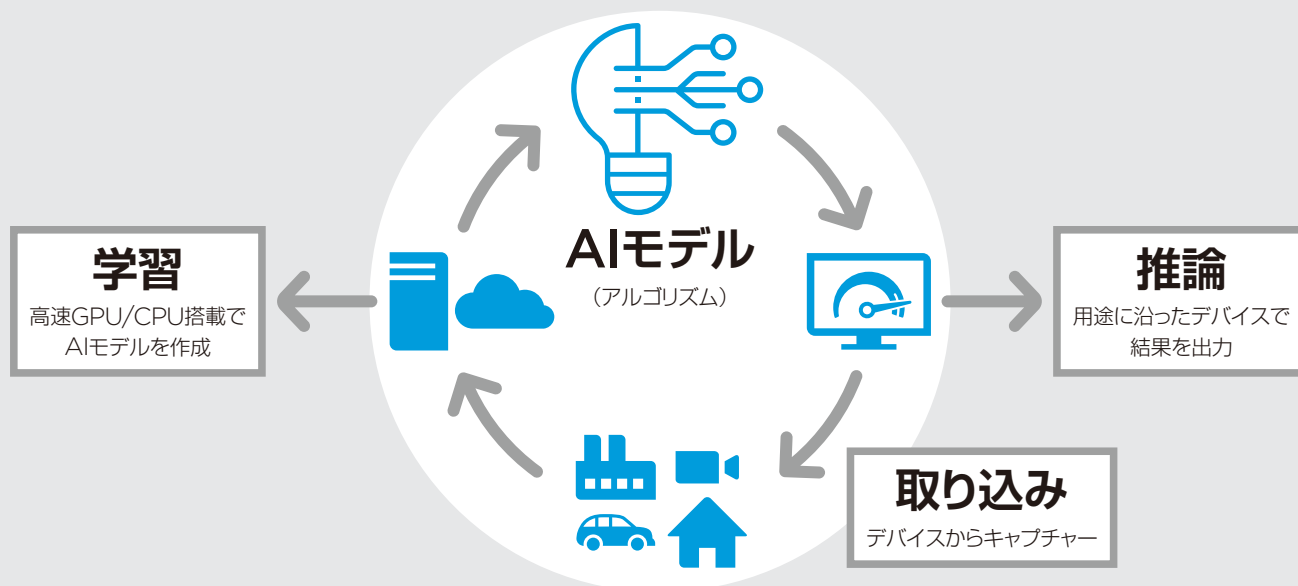 AIモデル
(アルゴリズム)
学習
高速GPU/CPU搭載で
AIモデルを作成
推論
用途に沿ったデバイスで
結果を出力
取り込み
デバイスからキャプチャー